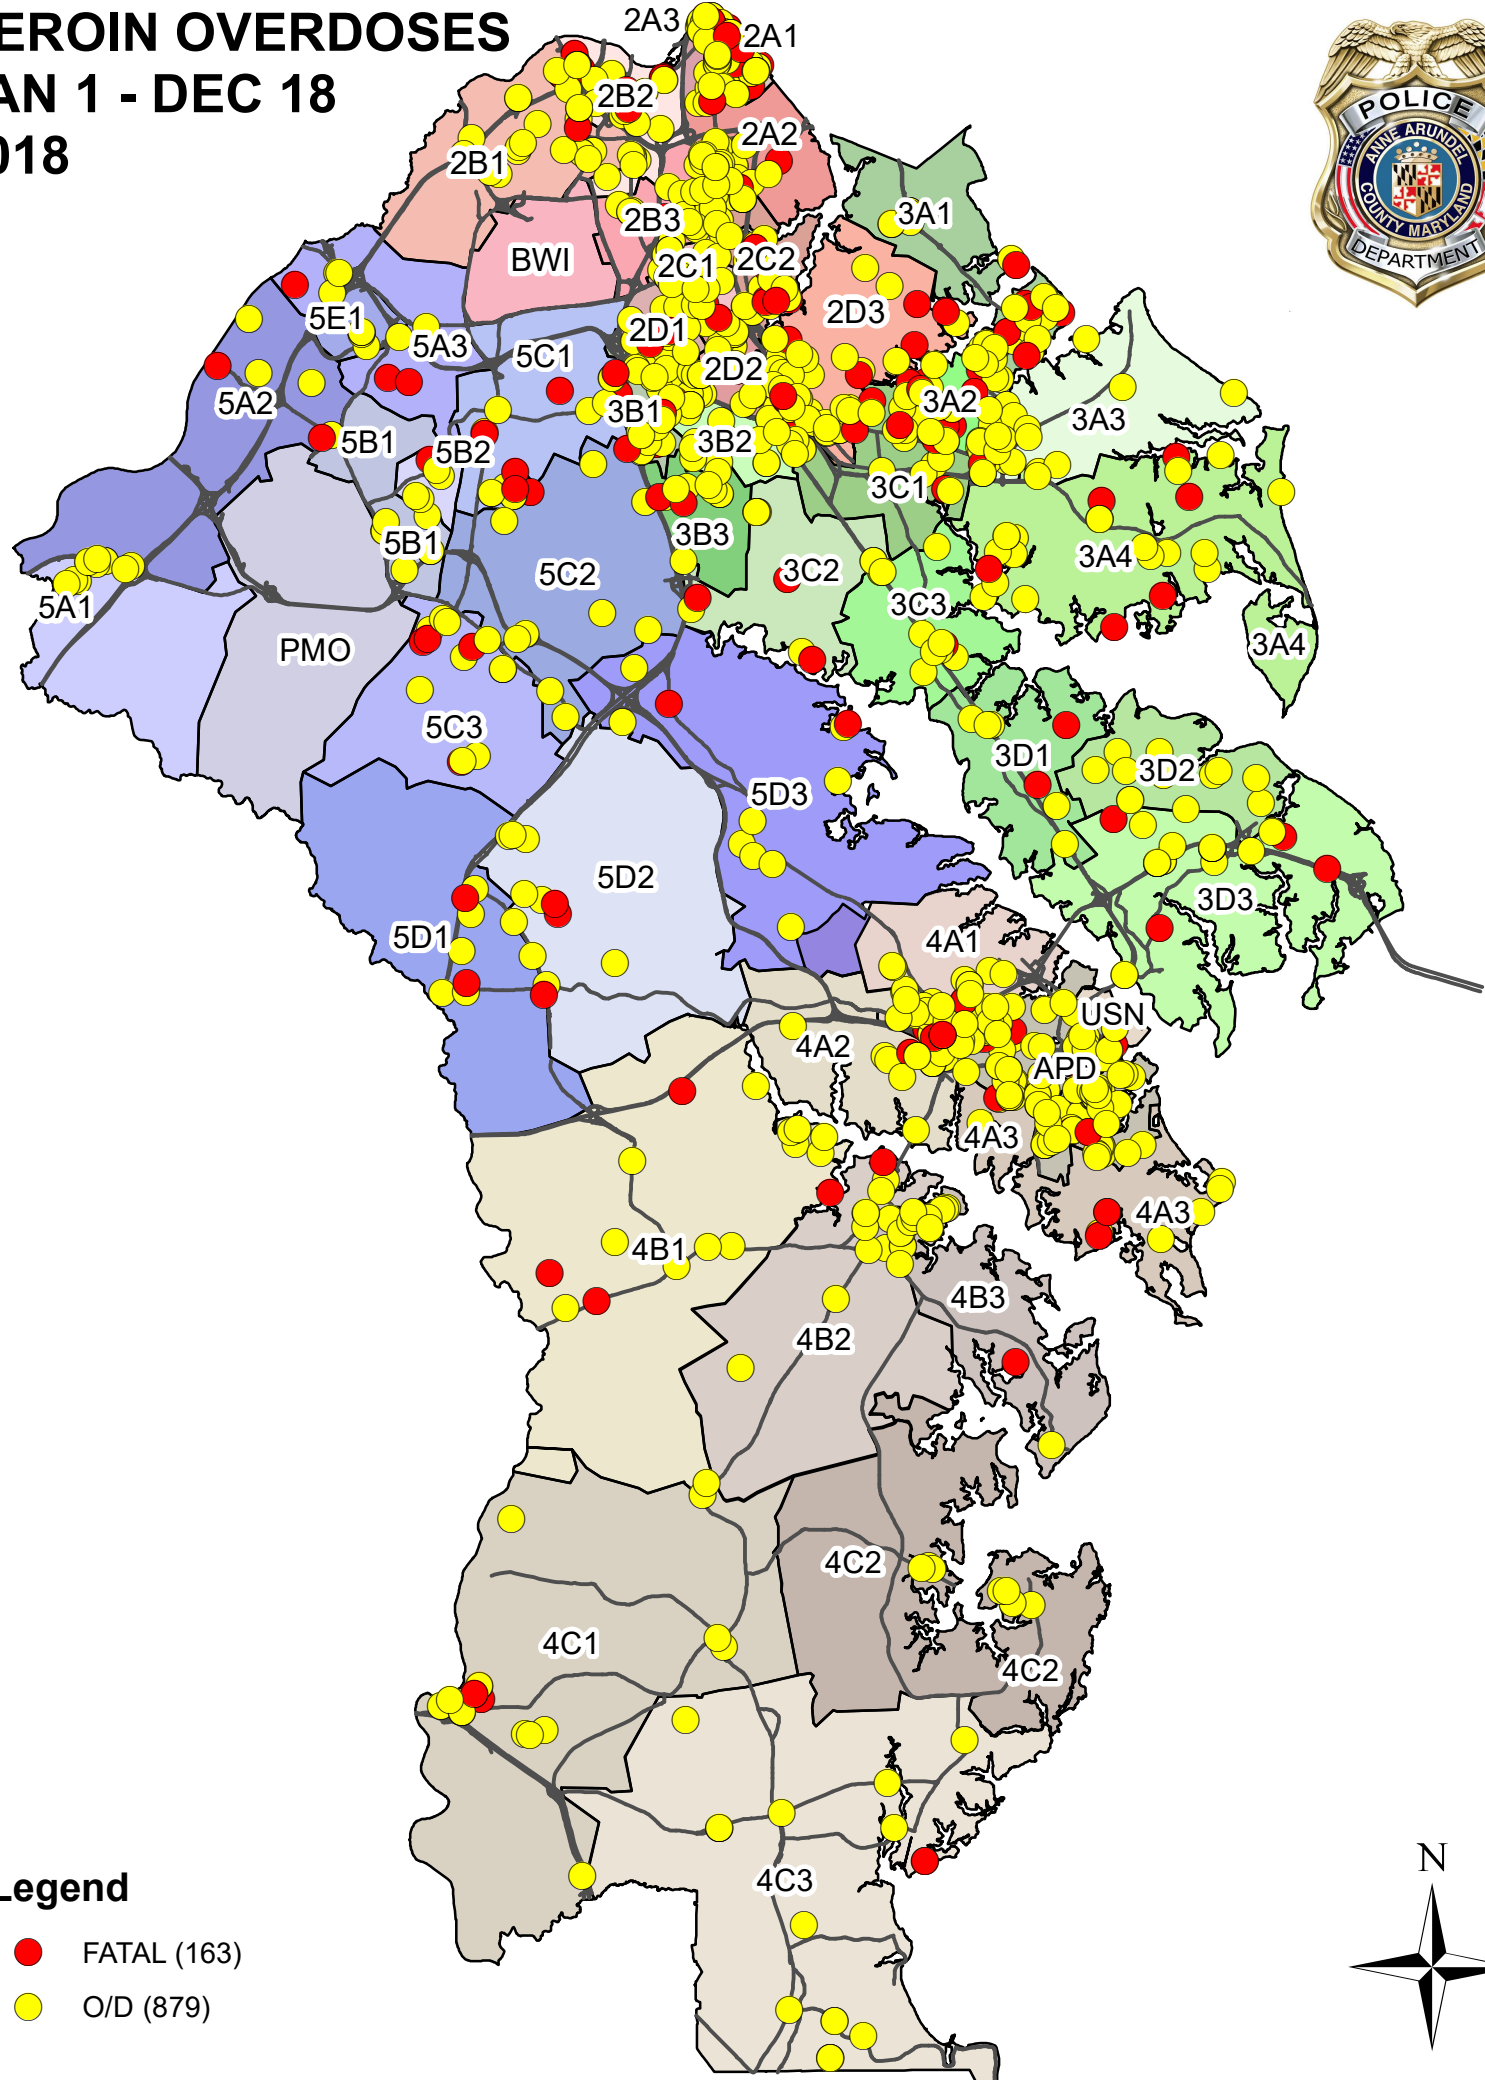 EROIN OVERDOSES
AN 1 - DEC 18
018
POLICE
ANNE ARUNDEL
COUNTY MARYLAND
DEPARTMENT
2A3
2A1
2B2
2A2
2B1
3A1
2B3
BWI
2C1
2C2
2D3
5E1
2D1
5A3
5C1
2D2
5A2
3A2
3B1
3A3
5B1
5B2
3B2
3C1
3B3
5B1
3A4
5C2
3C2
5A1
3C3
PMO
3A4
5C3
3D1
3D2
5D3
5D2
3D3
5D1
4A1
USN
4A2
APD
4A3
4A3
4B1
4B3
4B2
4C2
4C1
4C2
4C3
Legend
FATAL (163)
O/D (879)
N